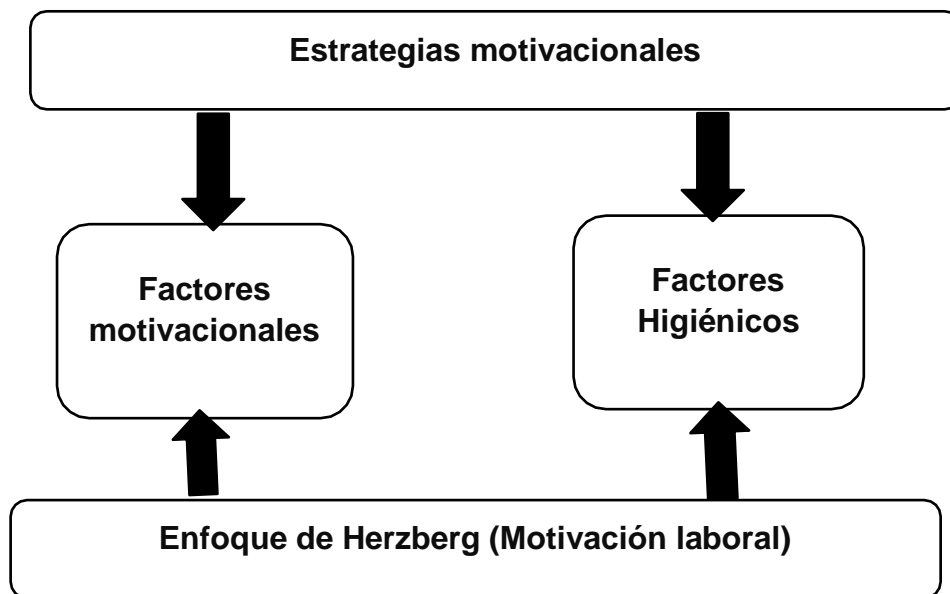 Estrategias motivacionales
Factores
motivacionales
Factores
Higiénicos
Enfoque de Herzberg (Motivación laboral)